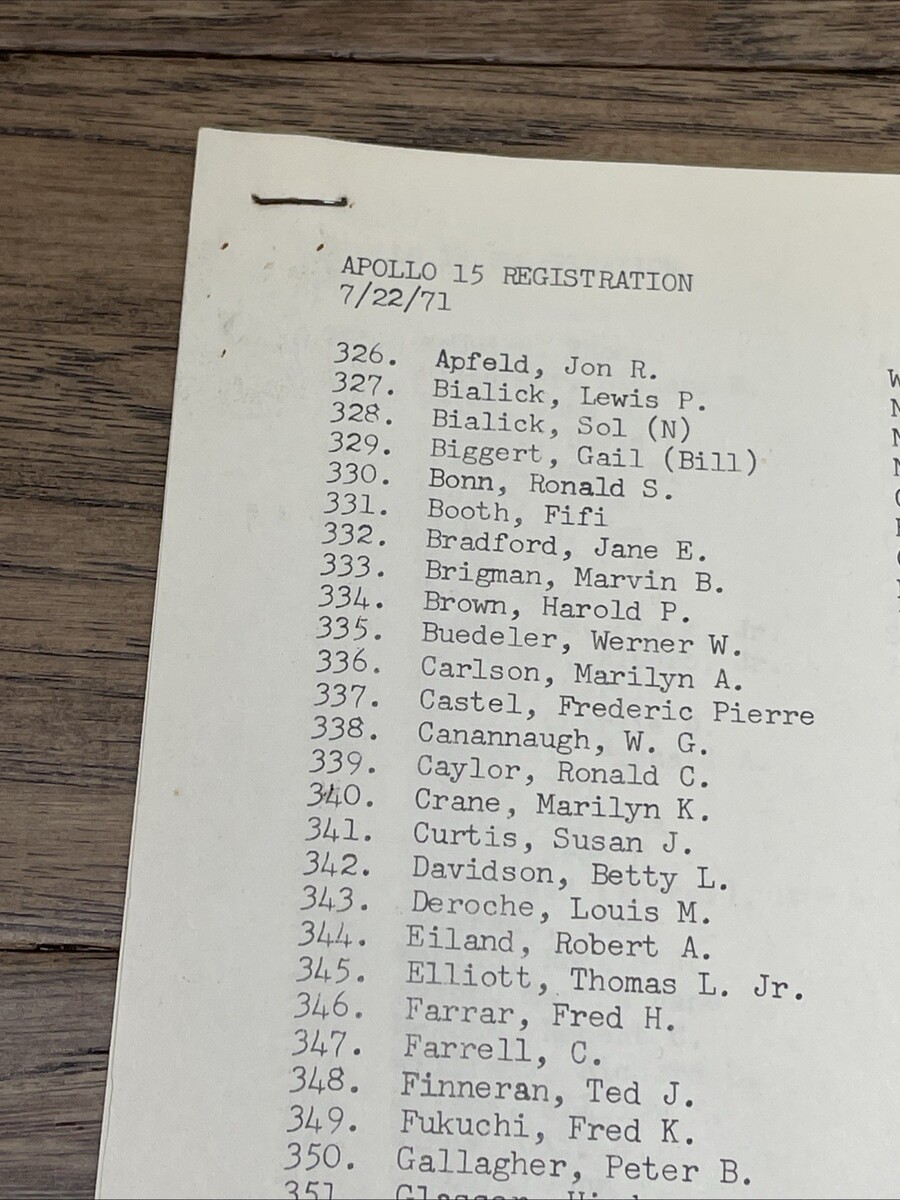 APOLLO 15 REGISTRATION
7/22/71
326. Apfeld, Jon R.
327. Bialick, Lewis P.
328. Bialick, Sol (N)
329. Biggert, Gail (Bill)
330. Bonn, Ronald S.
331. Booth, Fifi
332. Bradford, Jane E.
333. Brigman, Marvin B.
334. Brown, Harold P.
335. Buedeler, Werner W.
336. Carlson, Marilyn A.
337. Castel, Frederic Pierre
338. Canannaugh, W. G.
339. Caylor, Ronald C.
340. Crane, Marilyn K.
341. Curtis, Susan J.
342. Davidson, Betty L.
343. Deroche, Louis M.
344. Eiland, Robert A.
345. Elliott, Thomas L. Jr.
346. Farrar, Fred H.
347. Farrell, C.
348. Finneran, Ted J.
349. Fukuchi, Fred K.
350. Gallagher, Peter B.
351